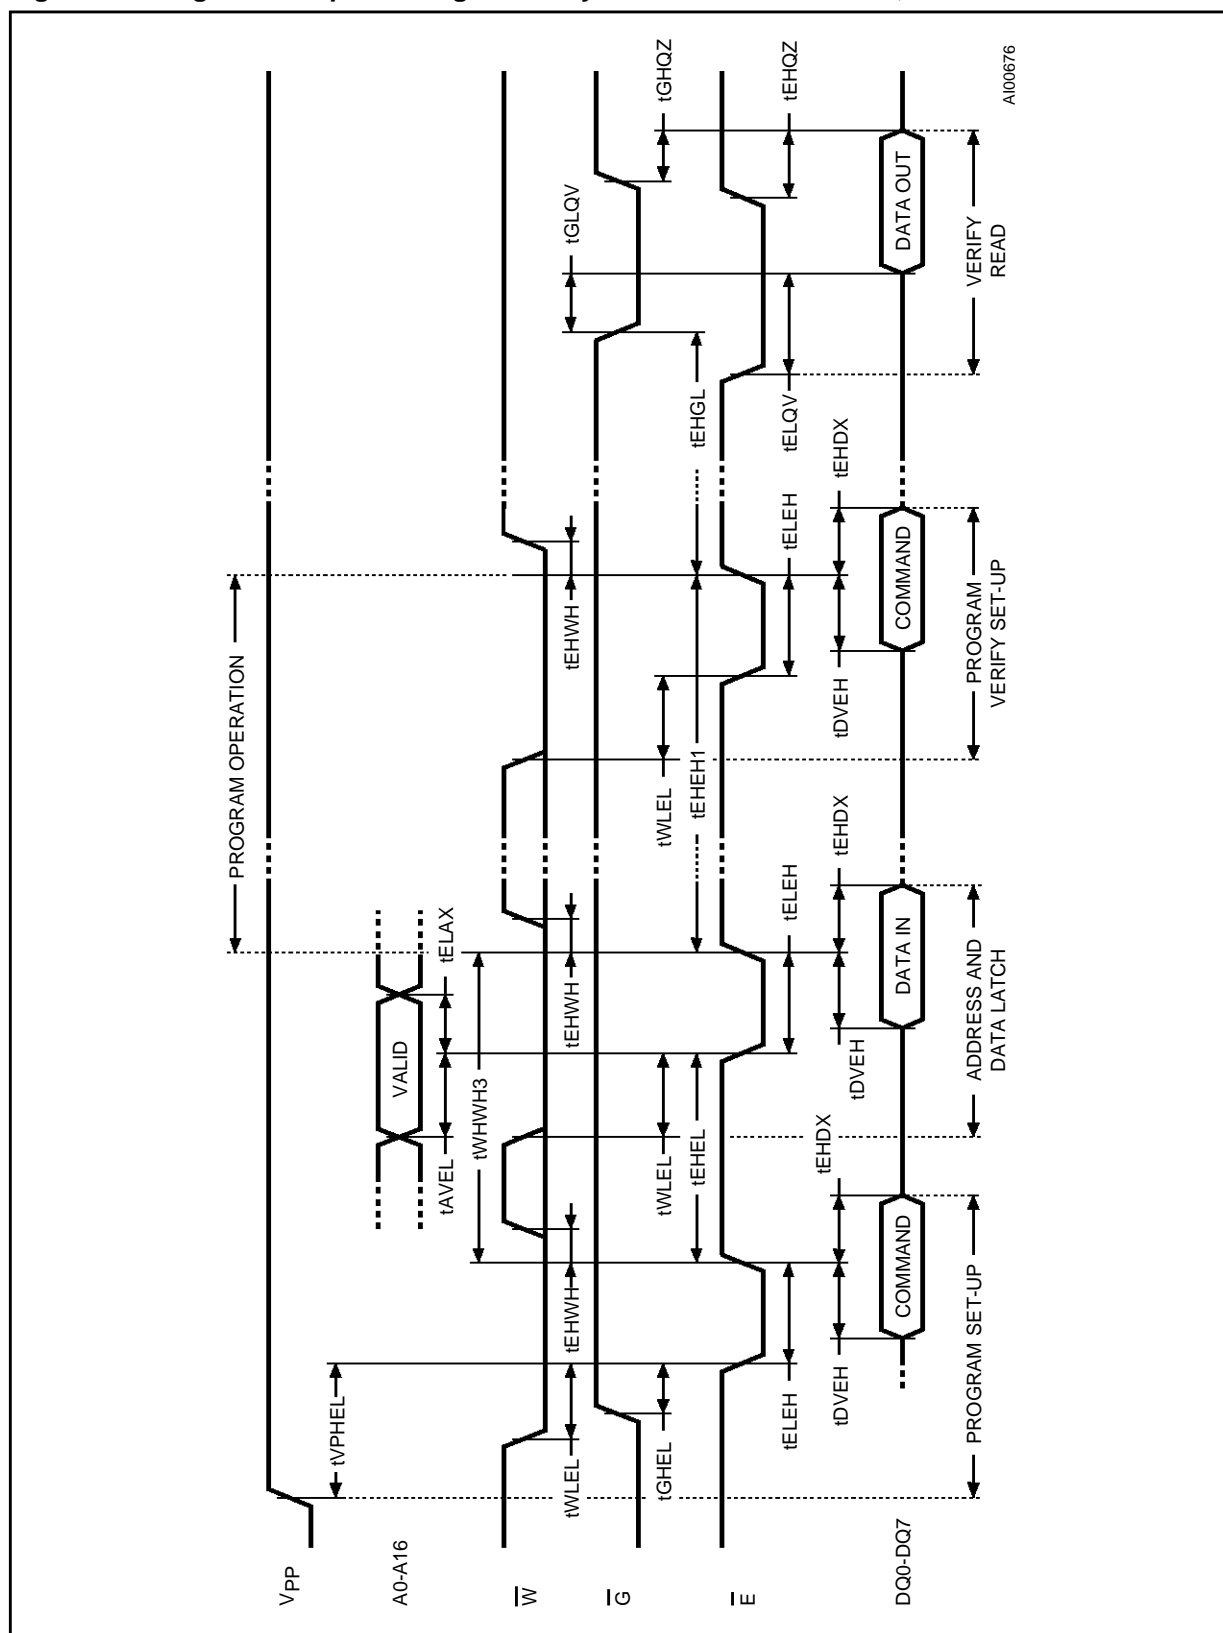 VPP
A0-A16
W
G
E
DQ0-DQ7
PROGRAM OPERATION
tVPHEL
VALID
tAVEL
tELAX
tWHWH3
tWLEL
tEHWH
tEHWH
tEHWH
tGLQV
tGHEL
tWLEL
tWLEL
tGHQZ
tEHEL
tEHEH1
tEHGL
tELEH
tELEH
tELEH
tELQV
tEHQZ
tDVEH
tEHDX
tDVEH
tEHDX
tDVEH
tEHDX
COMMAND
DATA IN
COMMAND
DATA OUT
PROGRAM SET-UP
ADDRESS AND
DATA LATCH
PROGRAM
VERIFY SET-UP
VERIFY
READ
AI00676